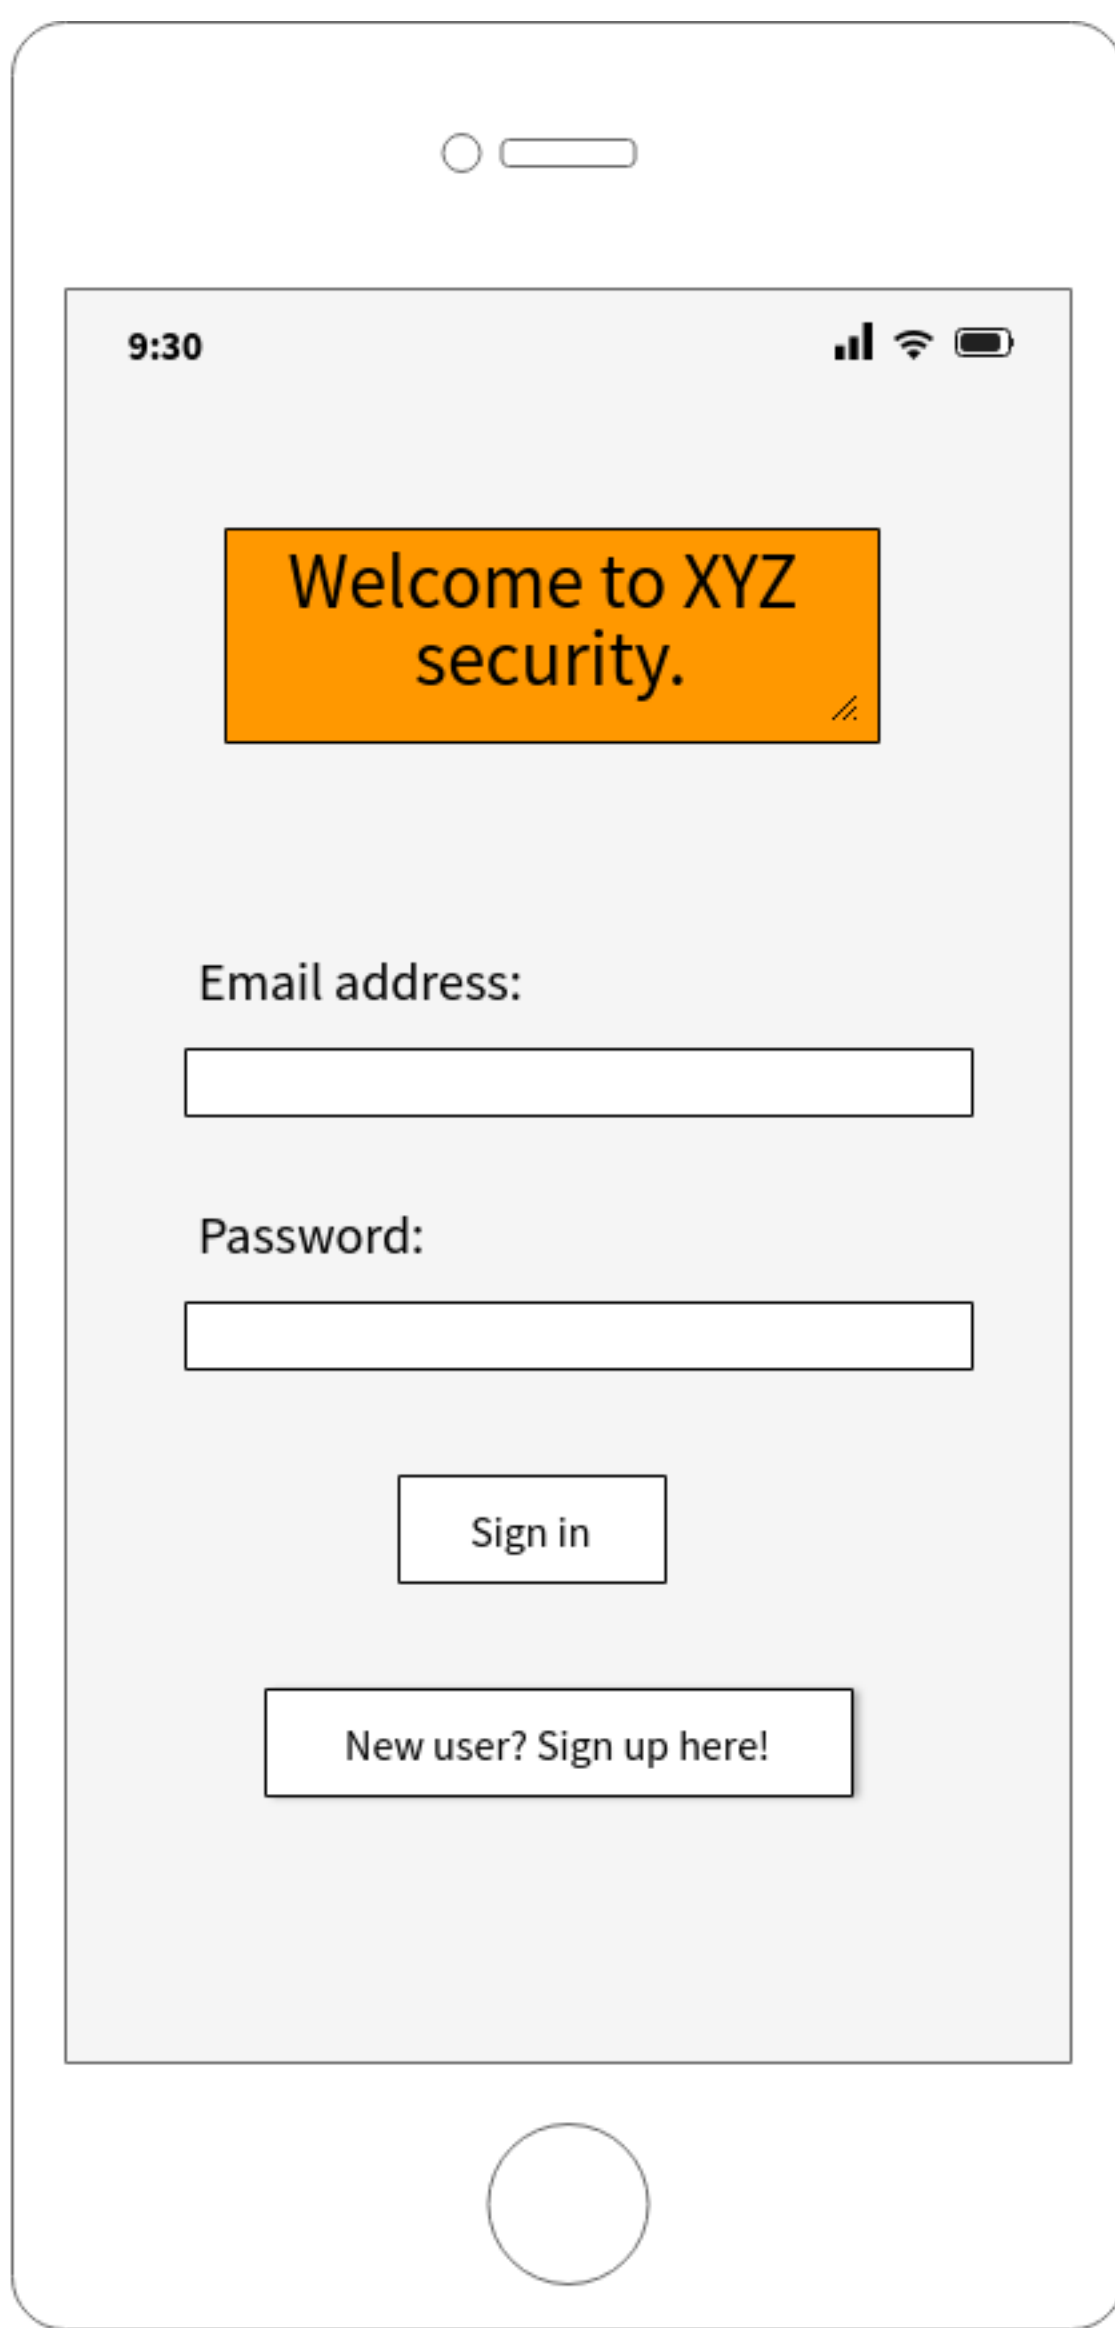 9:30
Welcome to XYZ
security.
Email address:
Password:
Sign in
New user? Sign up here!